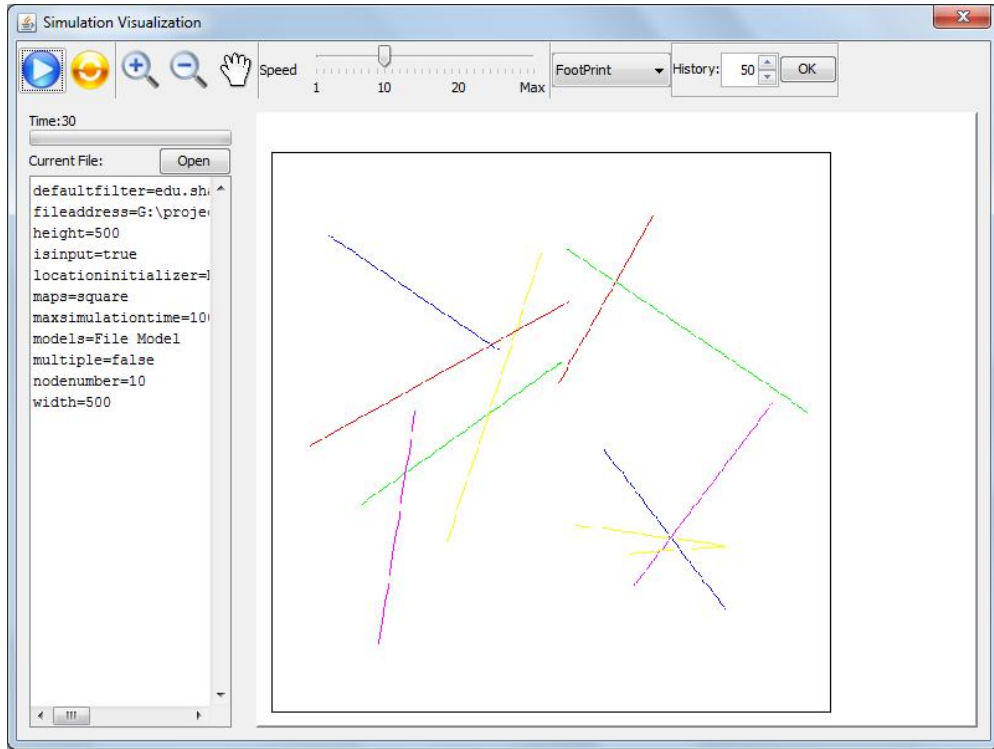 Simulation Visualization
Speed
1 10 20 Max
FootPrint
History: 50 OK
Time:30
Current File: Open
defaultfilter=edu.sh
fileaddress=G:\proje
height=500
isinput=true
locationinitializer=
maps=square
maxsimulationtime=10
models=File Model
multiple=false
nodenumber=10
width=500